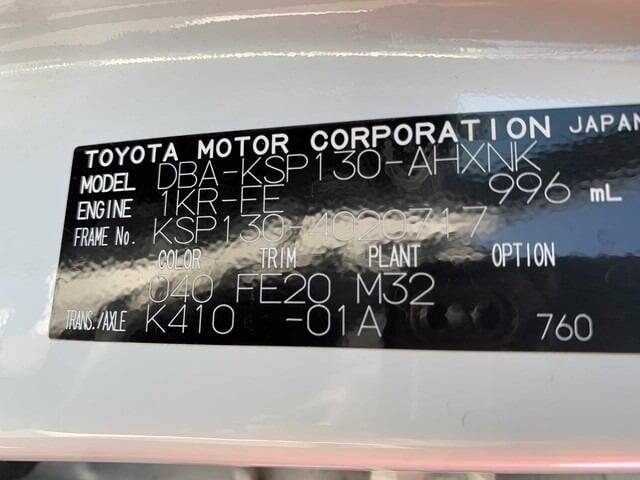 TOYOTA MOTOR CORPORATION JAPAN
MODEL DBA-KSP130-AHXNK
ENGINE 1KR-FE 996 mL
FRAME No. KSP130-4020717
COLOR TRIM PLANT OPTION
040 FE20 M32
TRANS./AXLE K410 -01A 760